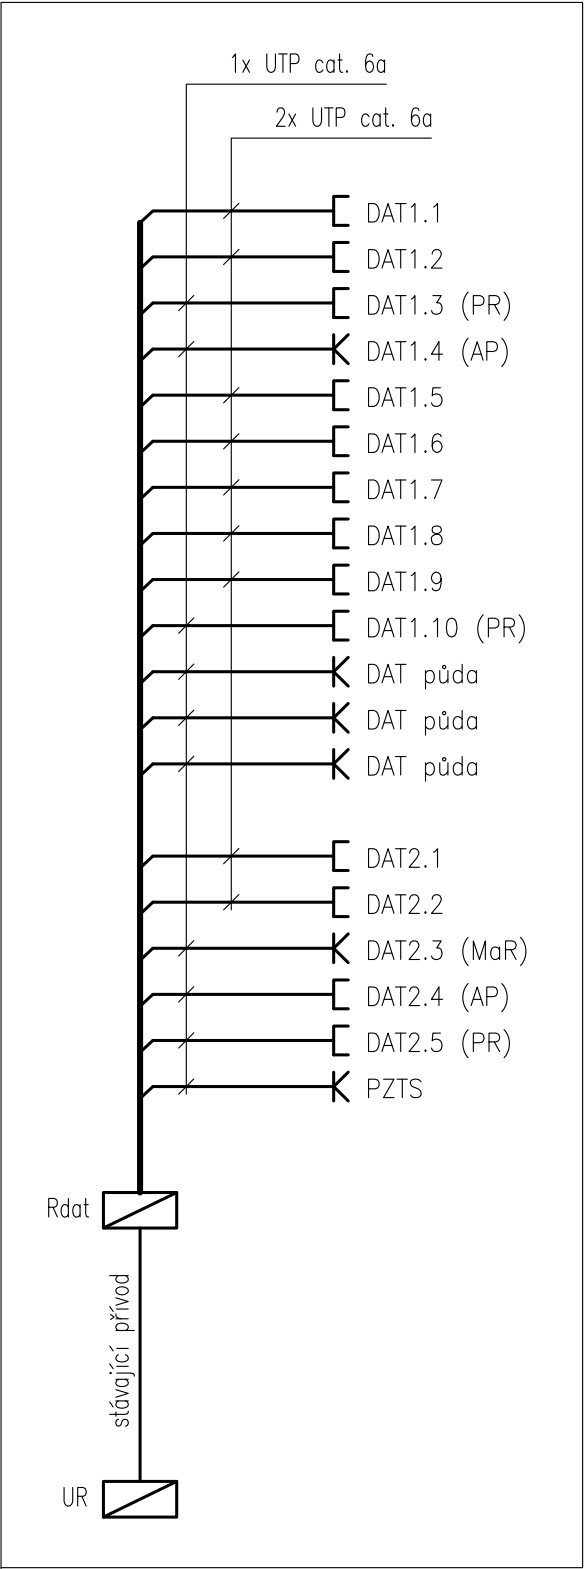 1x UTP cat. 6a
2x UTP cat. 6a
DAT1.1
DAT1.2
DAT1.3 (PR)
DAT1.4 (AP)
DAT1.5
DAT1.6
DAT1.7
DAT1.8
DAT1.9
DAT1.10 (PR)
DAT půda
DAT půda
DAT půda
DAT2.1
DAT2.2
DAT2.3 (MaR)
DAT2.4 (AP)
DAT2.5 (PR)
PZTS
Rdat
stávající přívod
UR